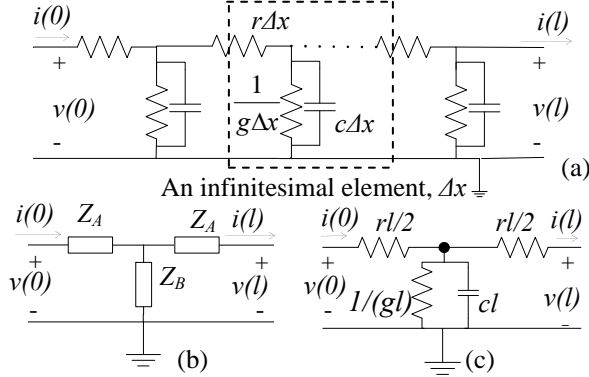 i(0) rΔx i(l)
+ +
v(0) 1/gΔx cΔx v(l)
- -
(a)
An infinitesimal element, Δx
i(0) Z_A Z_A i(l)
+ +
v(0) Z_B v(l)
- -
(b)
i(0) rl/2 rl/2 i(l)
+ +
v(0) 1/(gl) cl v(l)
- -
(c)